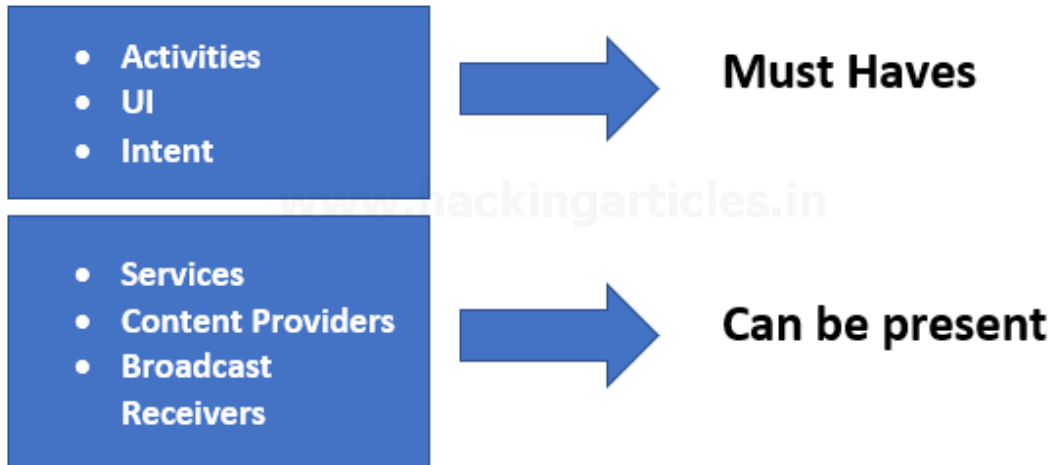 • Activities
• UI
• Intent
Must Haves
www.hackingarticles.in
• Services
• Content Providers
• Broadcast
Receivers
Can be present